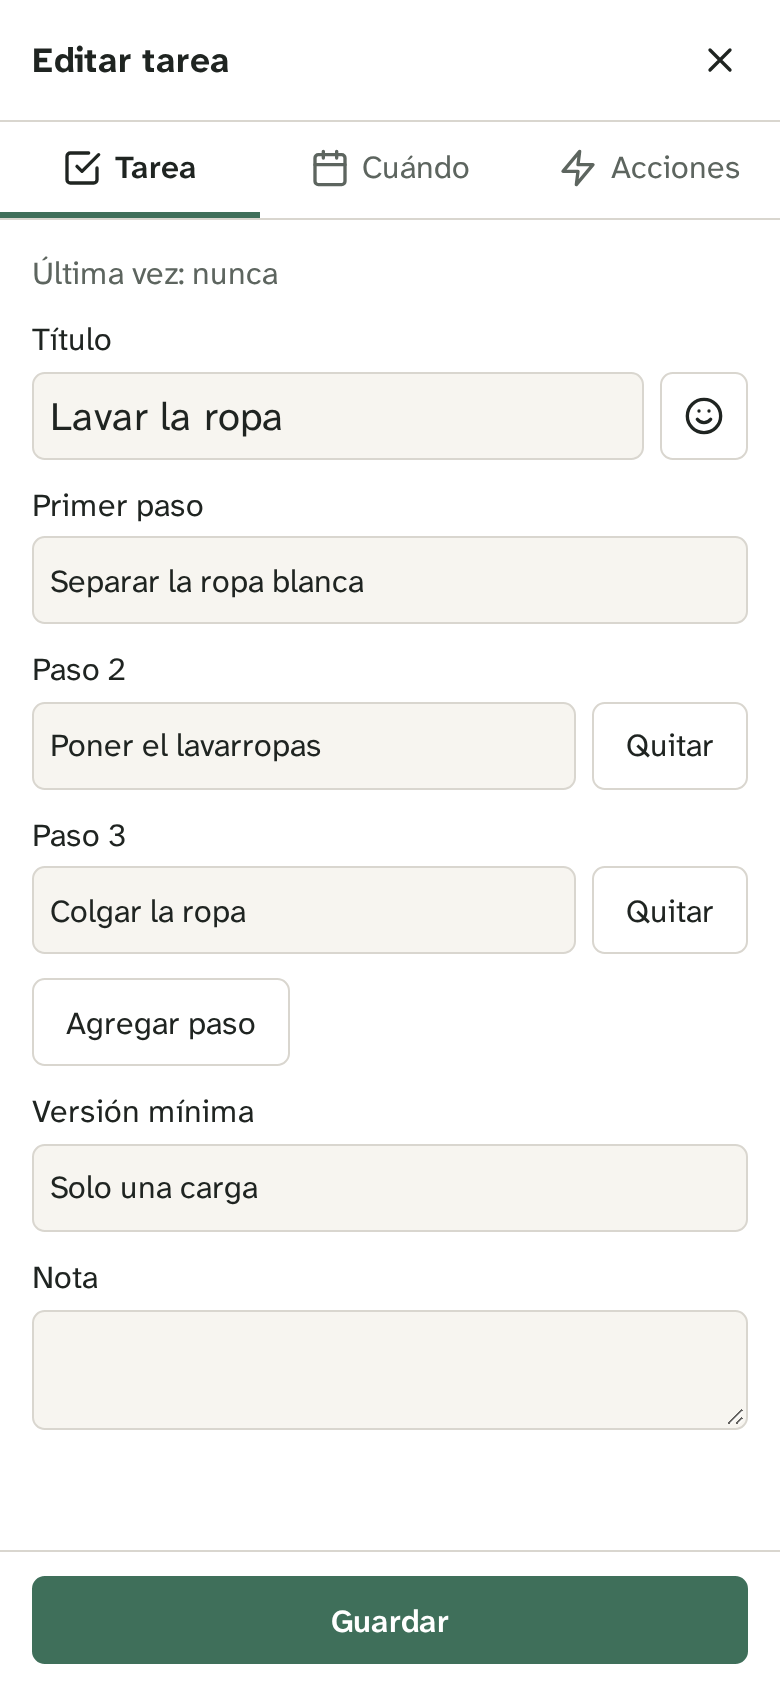 Editar tarea
Tarea
Cuándo
Acciones
Última vez: nunca
Título
Lavar la ropa
Primer paso
Separar la ropa blanca
Paso 2
Poner el lavarropas
Quitar
Paso 3
Colgar la ropa
Quitar
Agregar paso
Versión mínima
Solo una carga
Nota
Guardar